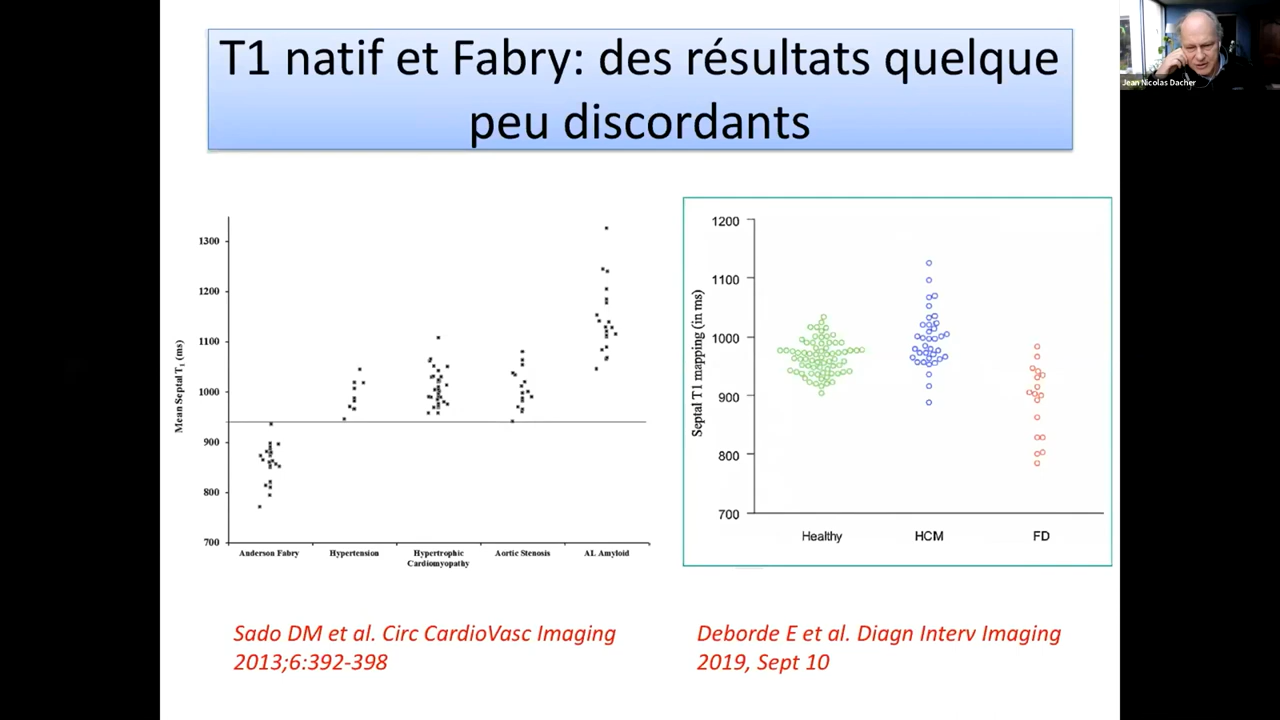 T1 natif et Fabry: des résultats quelque
peu discordants
Jean Nicolas Dacher
Mean Septal T1 (ms)
1300
1200
1100
1000
900
800
700
Anderson Fabry
Hypertension
Hypertrophic
Cardiomyopathy
Aortic Stenosis
AL Amyloid
Septal T1 mapping (in ms)
1200
1100
1000
900
800
700
Healthy
HCM
FD
Sado DM et al. Circ CardioVasc Imaging
2013;6:392-398
Deborde E et al. Diagn Interv Imaging
2019, Sept 10